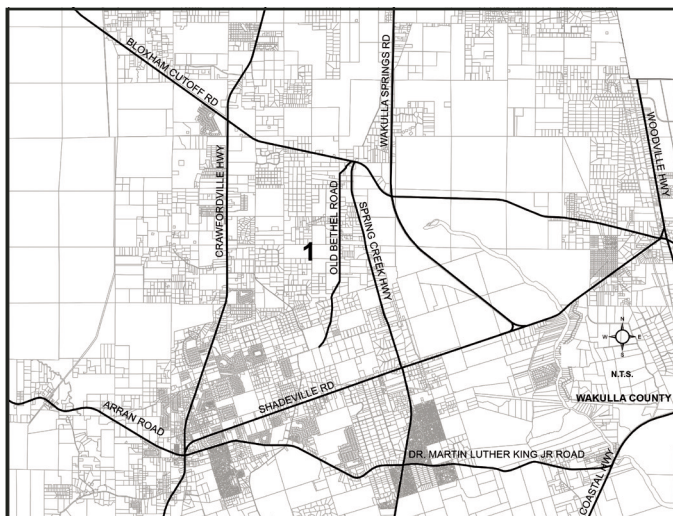 BLOXHAM CUTOFF RD
WAKULLA SPRINGS RD
WOODVILLE HWY
CRAWFORDVILLE HWY
OLD BETHEL ROAD
SPRING CREEK HWY
1
N
W E
S
N.T.S.
WAKULLA COUNTY
SHADEVILLE RD
ARRAN ROAD
DR. MARTIN LUTHER KING JR ROAD
COASTAL HWY